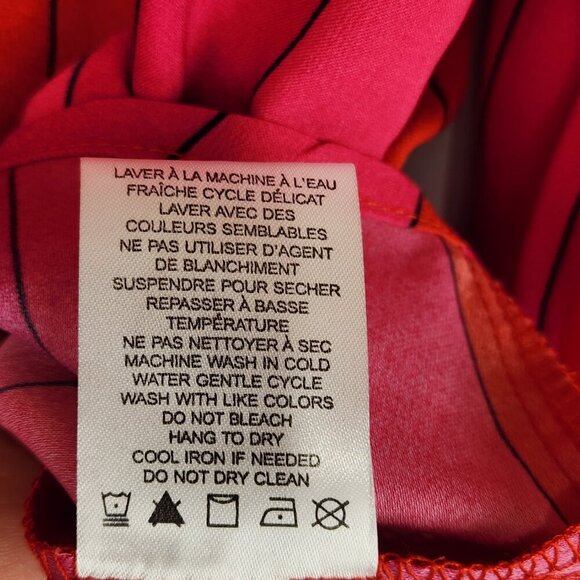 LAVER À LA MACHINE À L'EAU
FRAÎCHE CYCLE DÉLICAT
LAVER AVEC DES
COULEURS SEMBLABLES
NE PAS UTILISER D'AGENT
DE BLANCHIMENT
SUSPENDRE POUR SECHER
REPASSER À BASSE
TEMPÉRATURE
NE PAS NETTOYER À SEC
MACHINE WASH IN COLD
WATER GENTLE CYCLE
WASH WITH LIKE COLORS
DO NOT BLEACH
HANG TO DRY
COOL IRON IF NEEDED
DO NOT DRY CLEAN